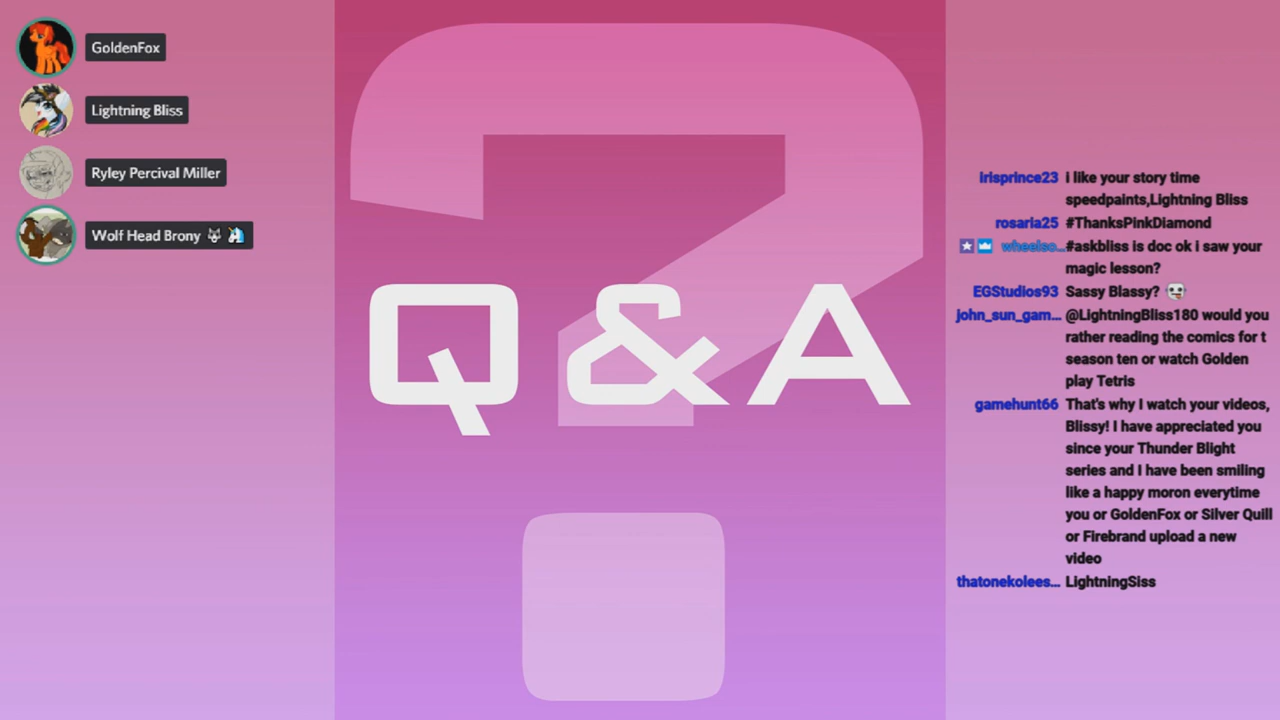 GoldenFox
Lightning Bliss
Ryley Percival Miller
Wolf Head Brony
Q & A
irisprince23 i like your story time
speedpaints,Lightning Bliss
rosaria25 #ThanksPinkDiamond
wheelso... #askbliss is doc ok i saw your
magic lesson?
EGStudios93 Sassy Blassy?
john_sun_gam... @LightningBliss180 would you
rather reading the comics for t
season ten or watch Golden
play Tetris
gamehunt66 That's why I watch your videos,
Blissy! I have appreciated you
since your Thunder Blight
series and I have been smiling
like a happy moron everytime
you or GoldenFox or Silver Quill
or Firebrand upload a new
video
thatonekolees... LightningSiss